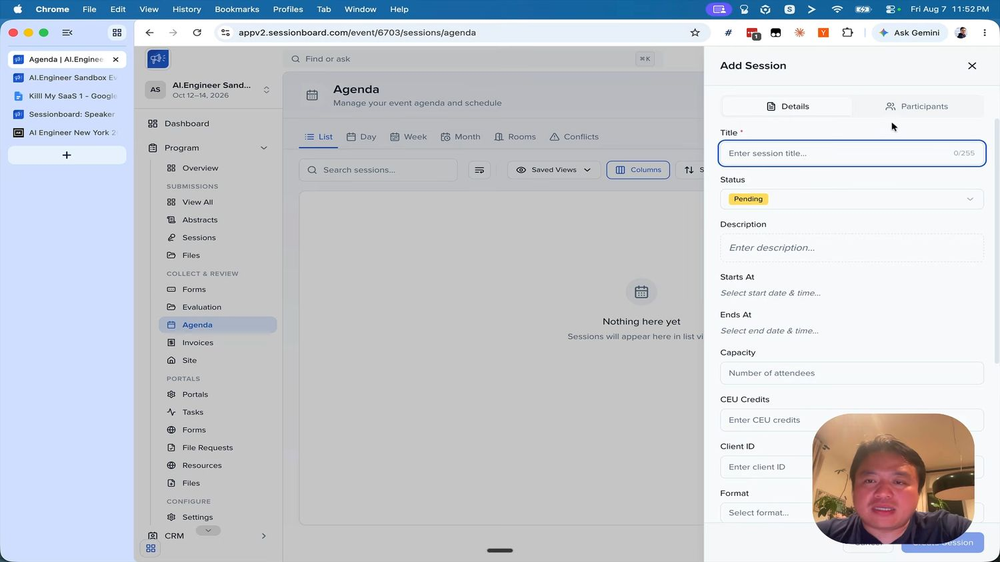 Chrome File Edit View History Bookmarks Profiles Tab Window Help
Fri Aug 7 11:52 PM
Agenda | AI.Enginee
AI.Engineer Sandbox Ev
Killl My SaaS 1 - Google
Sessionboard: Speaker
AI Engineer New York 2
appv2.sessionboard.com/event/6703/sessions/agenda
Ask Gemini
1
Find or ask
⌘K
AS
AI.Engineer Sand...
Oct 12–14, 2026
Dashboard
Program
Overview
SUBMISSIONS
View All
Abstracts
Sessions
Files
COLLECT & REVIEW
Forms
Evaluation
Agenda
Invoices
Site
PORTALS
Portals
Tasks
Forms
File Requests
Resources
Files
CONFIGURE
Settings
CRM
Agenda
Manage your event agenda and schedule
List Day Week Month Rooms Conflicts
Search sessions...
Saved Views
Columns
S
Nothing here yet
Sessions will appear here in list vi
Add Session
Details
Participants
Title *
Enter session title...
0/255
Status
Pending
Description
Enter description...
Starts At
Select start date & time...
Ends At
Select end date & time...
Capacity
Number of attendees
CEU Credits
Enter CEU credits
Client ID
Enter client ID
Format
Select format...
Session